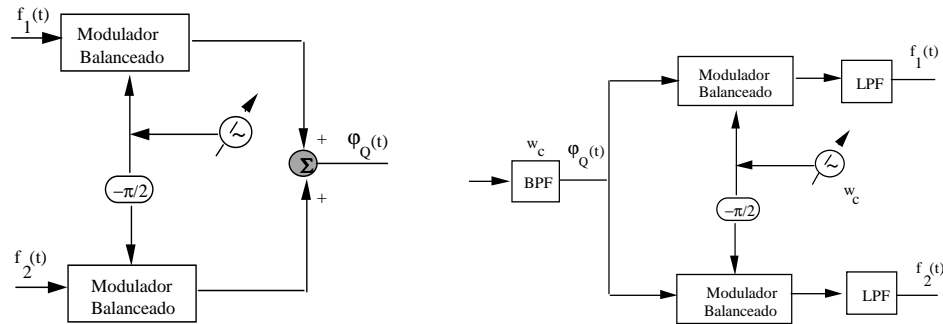 f1(t)
Modulador
Balanceado
−π/2
~
+
Σ
φQ(t)
+
f2(t)
Modulador
Balanceado
wc
BPF
φQ(t)
Modulador
Balanceado
LPF
f1(t)
−π/2
~
wc
Modulador
Balanceado
LPF
f2(t)